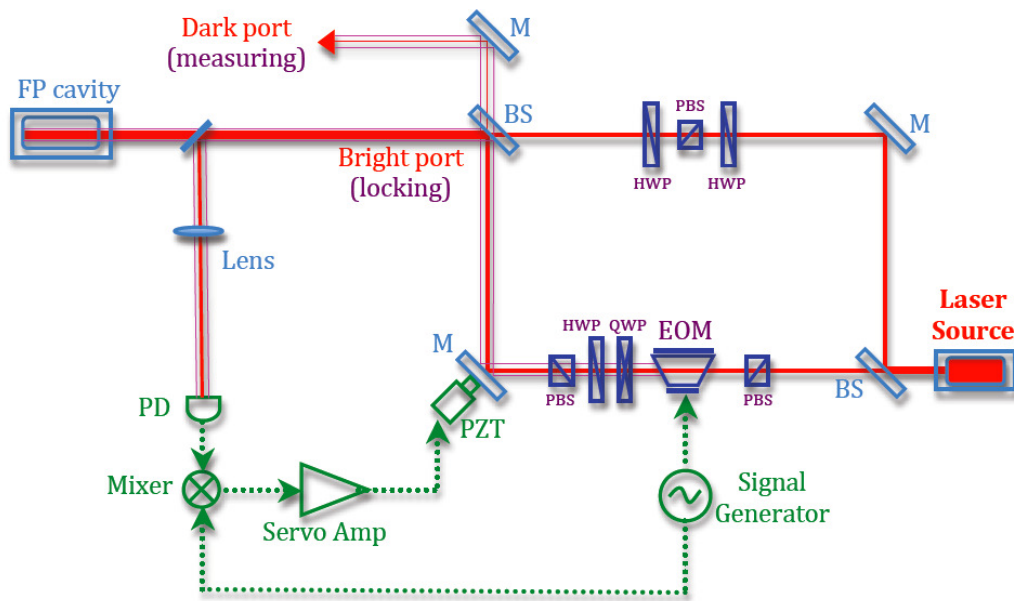 Dark port
(measuring)
M
FP cavity
BS
PBS
M
HWP
HWP
Bright port
(locking)
Lens
Laser
Source
HWP
QWP
EOM
M
PBS
PBS
BS
PD
PZT
Mixer
Servo Amp
Signal
Generator